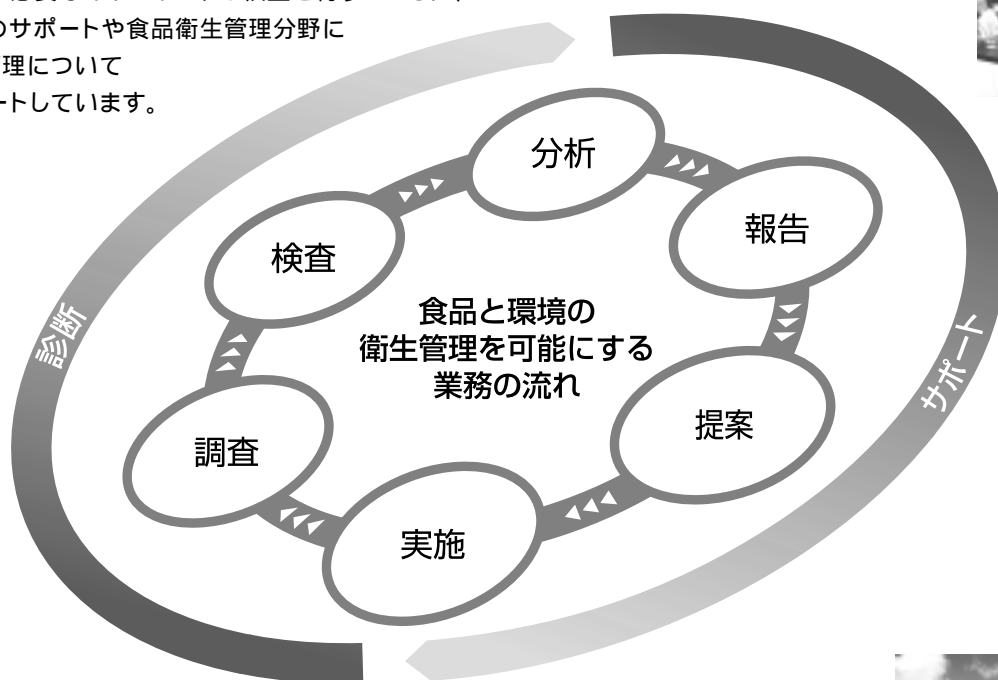 のサポートや食品衛生管理分野に
理について
ートしています。
分析
報告
検査
食品と環境の
衛生管理を可能にする
業務の流れ
診断
サポート
提案
調査
実施